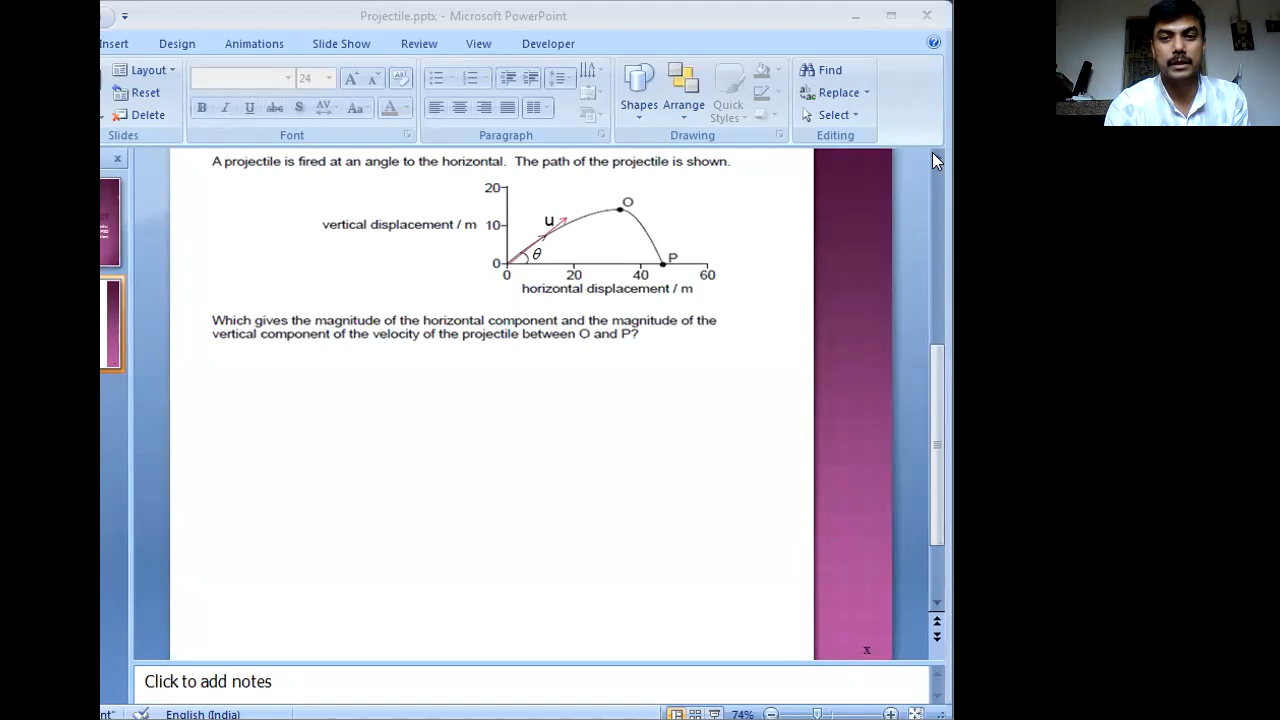 Projectile.pptx - Microsoft PowerPoint
nsert Design Animations Slide Show Review View Developer
Layout
Reset
Delete
Slides
24
B I U abc S AV Aa A
Font
Paragraph
Shapes Arrange Quick Styles
Drawing
Find
Replace
Select
Editing
A projectile is fired at an angle to the horizontal. The path of the projectile is shown.
20
O
u
vertical displacement / m 10
θ
P
0
0 20 40 60
horizontal displacement / m
Which gives the magnitude of the horizontal component and the magnitude of the
vertical component of the velocity of the projectile between O and P?
x
Click to add notes
English (India)
74%